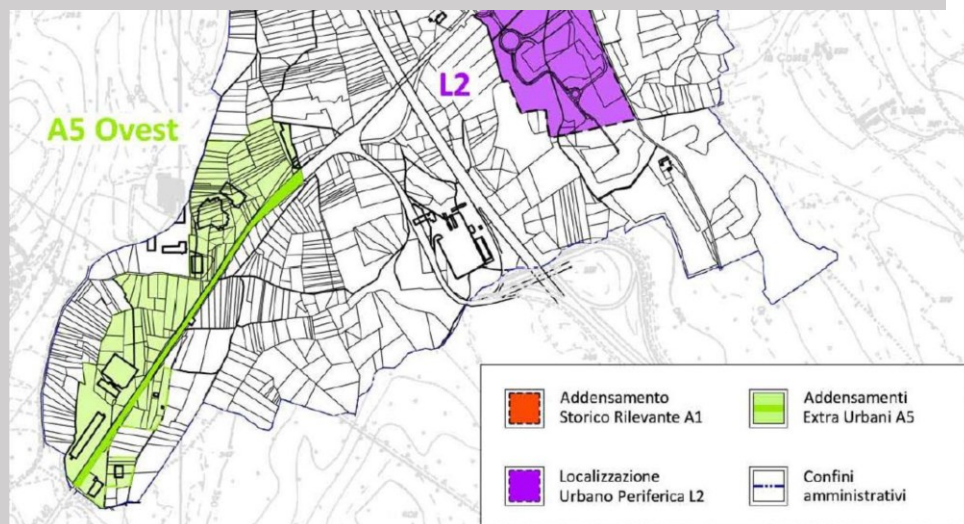 L2
A5 Ovest
Addensamento
Storico Rilevante A1
Addensamenti
Extra Urbani A5
Localizzazione
Urbano Periferica L2
Confini
amministrativi